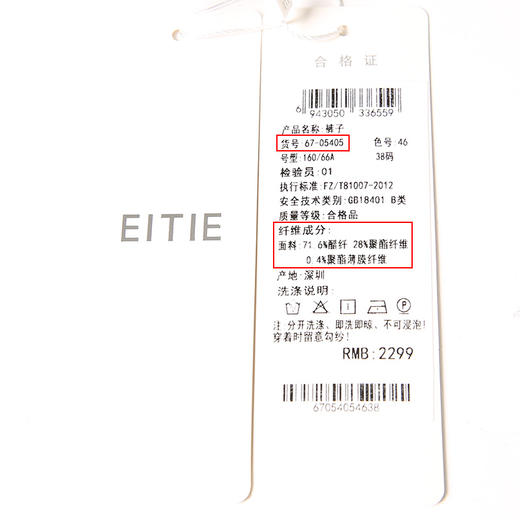 EITIE
合格证
6 943050 336559
产品名称:裤子
货号:67-05405 色号:46
号型:160/66A 38码
检验员:01
执行标准:FZ/T81007-2012
安全技术类别:GB18401 B类
质量等级:合格品
纤维成分:
面料:71.6%醋纤 28%聚酯纤维
0.4%聚酯薄膜纤维
产地:深圳
洗涤说明:
注:分开洗涤、即洗即晾、不可浸泡!
穿着时留意勾纱!
RMB:2299
67054054638